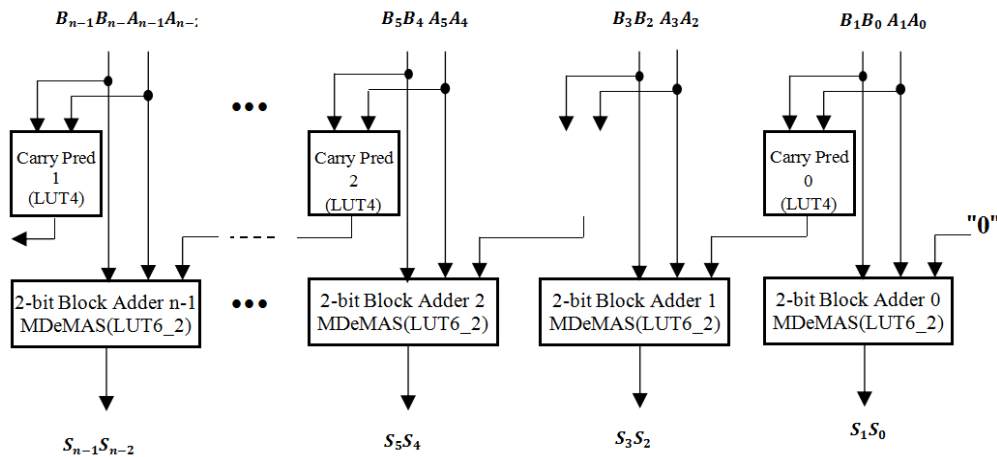 B_{n-1}B_{n-}A_{n-1}A_{n-:
B_5B_4 A_5A_4
B_3B_2 A_3A_2
B_1B_0 A_1A_0
•••
Carry Pred
1
(LUT4)
Carry Pred
2
(LUT4)
Carry Pred
0
(LUT4)
"0"
2-bit Block Adder n-1
MDeMAS(LUT6_2)
•••
2-bit Block Adder 2
MDeMAS(LUT6_2)
2-bit Block Adder 1
MDeMAS(LUT6_2)
2-bit Block Adder 0
MDeMAS(LUT6_2)
S_{n-1}S_{n-2}
S_5S_4
S_3S_2
S_1S_0